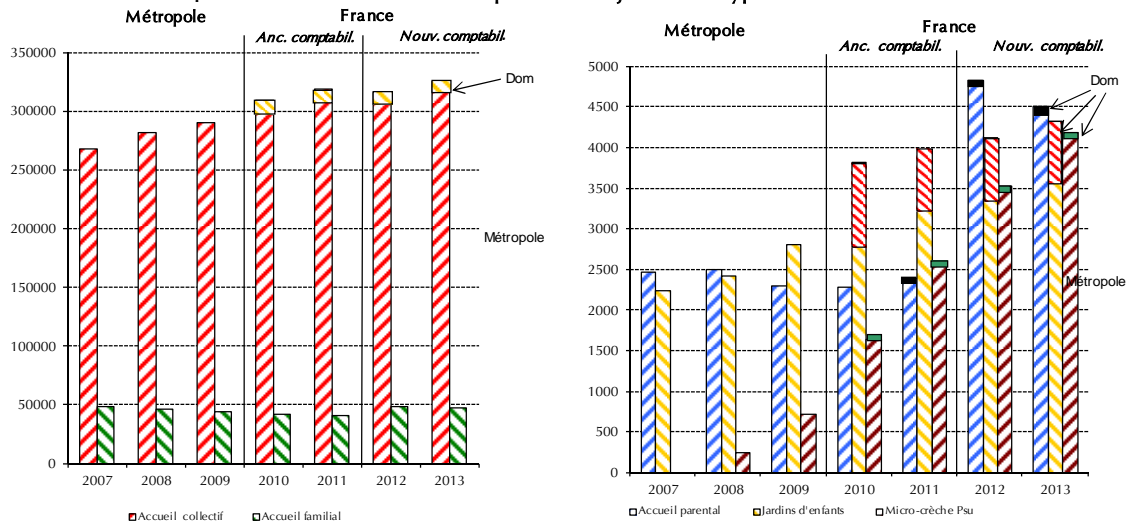 Métropole
France
Anc. comptabil.
Nouv. comptabil.
350000
300000
250000
200000
150000
100000
50000
0
Dom
Métropole
2007 2008 2009 2010 2011 2012 2013
Accueil collectif
Accueil familial
Métropole
France
Anc. comptabil.
Nouv. comptabil.
5000
4500
4000
3500
3000
2500
2000
1500
1000
500
0
Dom
Métropole
2007 2008 2009 2010 2011 2012 2013
Accueil parental
Jardins d'enfants
Micro-crèche Psu